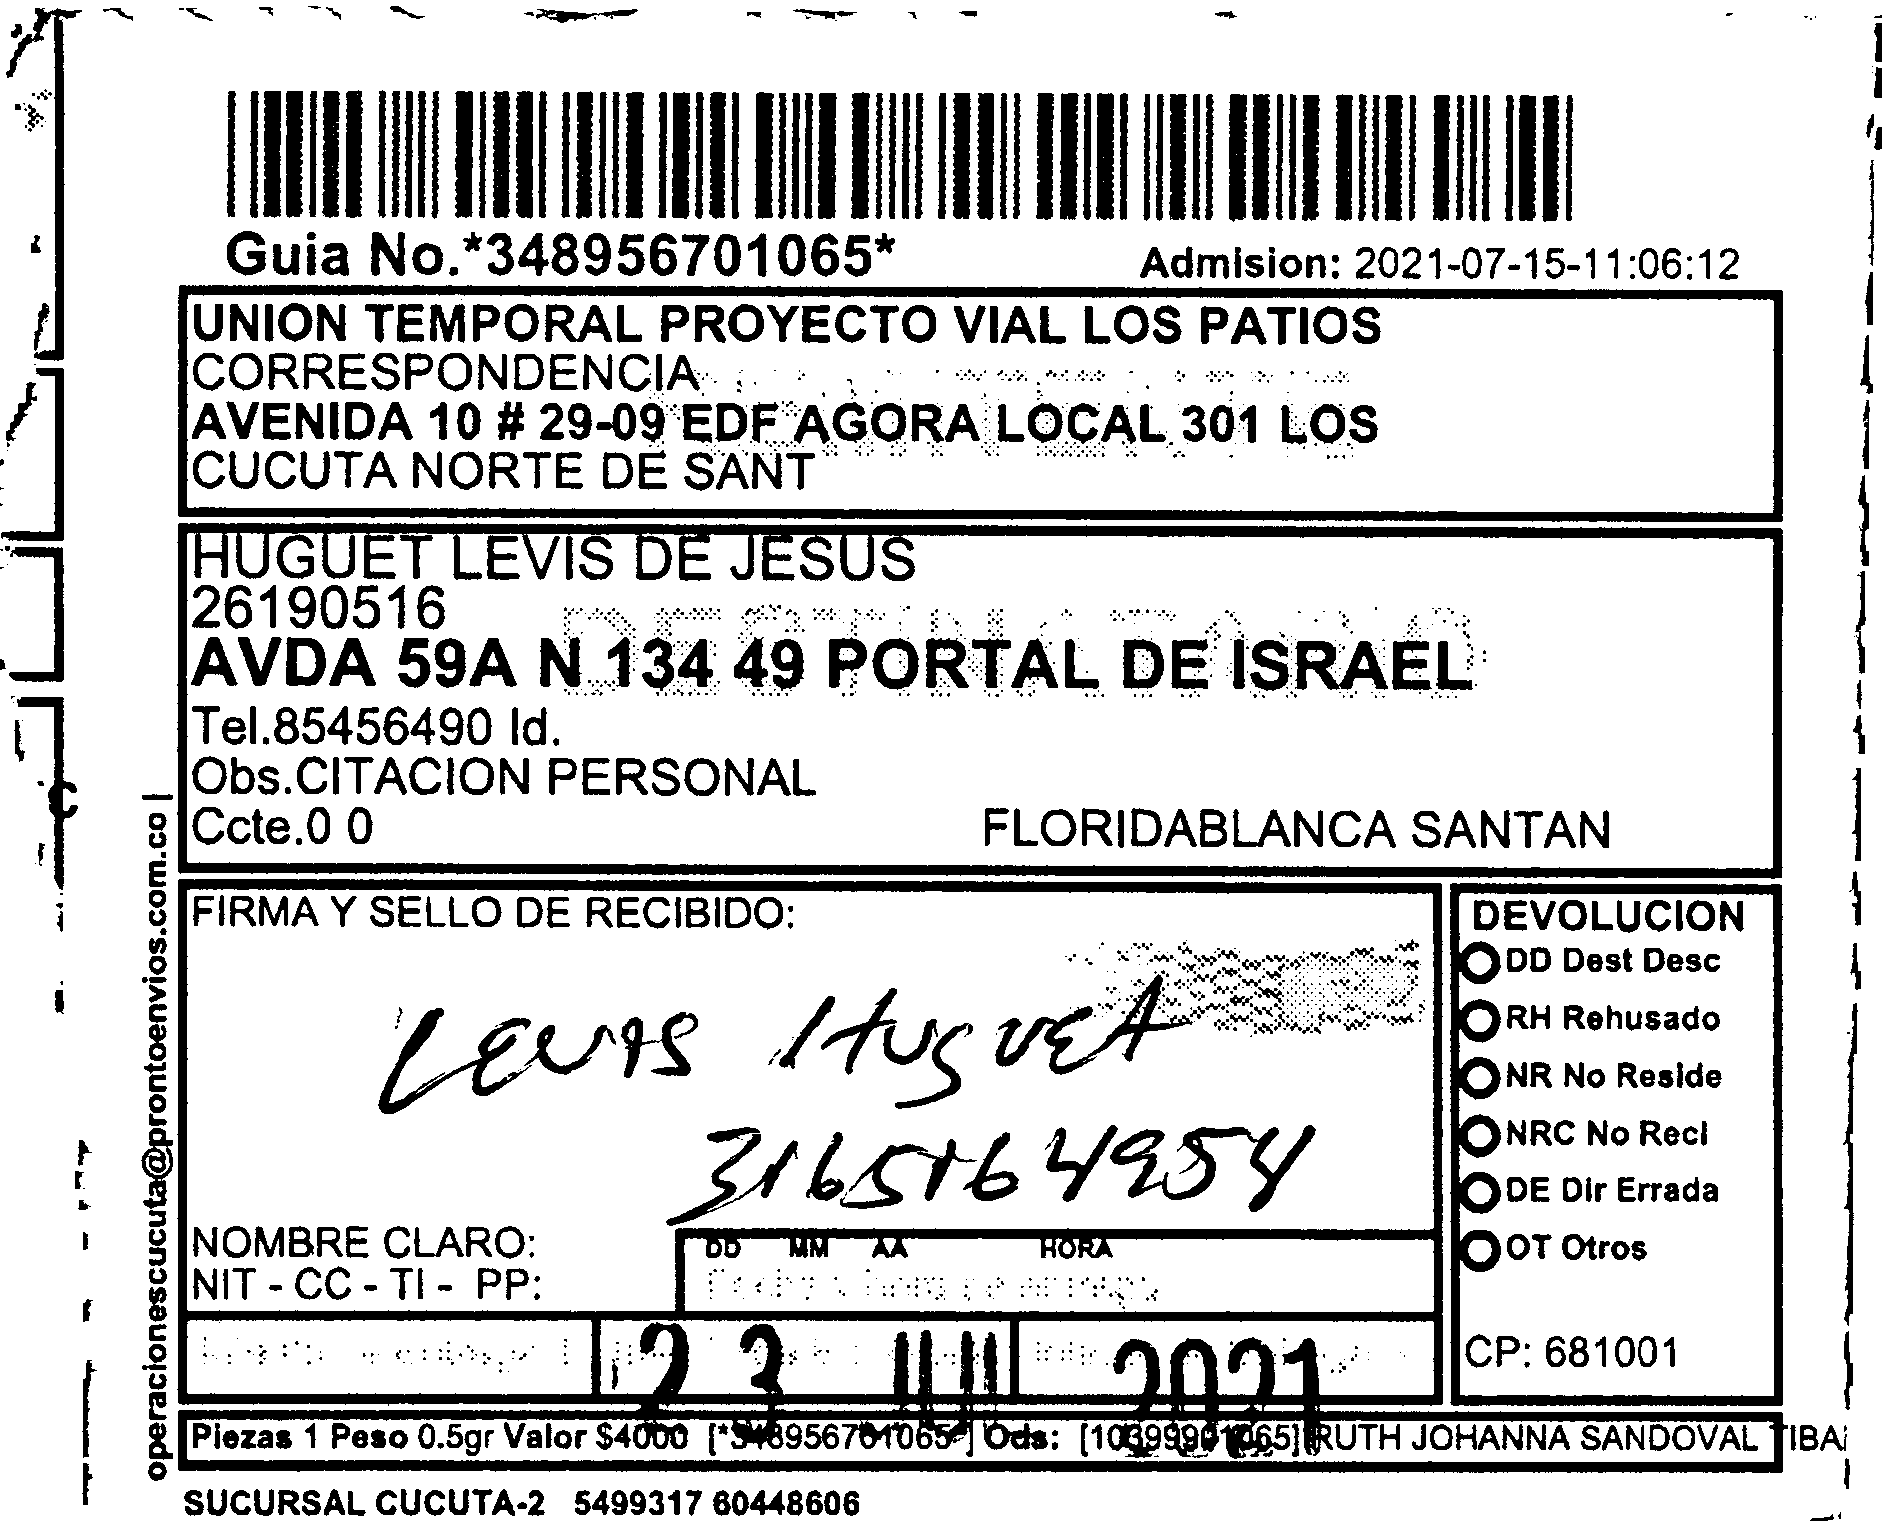 Guia No.*348956701065*
Admision: 2021-07-15-11:06:12
UNION TEMPORAL PROYECTO VIAL LOS PATIOS
CORRESPONDENCIA
AVENIDA 10 # 29-09 EDF AGORA LOCAL 301 LOS
CUCUTA NORTE DE SANT
HUGUET LEVIS DE JESUS
26190516
DESTINATARIO
AVDA 59A N 134 49 PORTAL DE ISRAEL
Tel.85456490 Id.
Obs.CITACION PERSONAL
Ccte.0 0
FLORIDABLANCA SANTAN
operacionescucuta@prontoenvios.com.co |
FIRMA Y SELLO DE RECIBIDO:
Levis Huguet
3165164954
NOMBRE CLARO:
NIT - CC - TI - PP:
DD MM AA HORA
DEVOLUCION
DD Dest Desc
RH Rehusado
NR No Reside
NRC No Reci
DE Dir Errada
OT Otros
CP: 681001
23 JUL 2021
Piezas 1 Peso 0.5gr Valor $4000 [*348956701065*] Ods: [10399901065] RUTH JOHANNA SANDOVAL TIBA
SUCURSAL CUCUTA-2 5499317 60448606